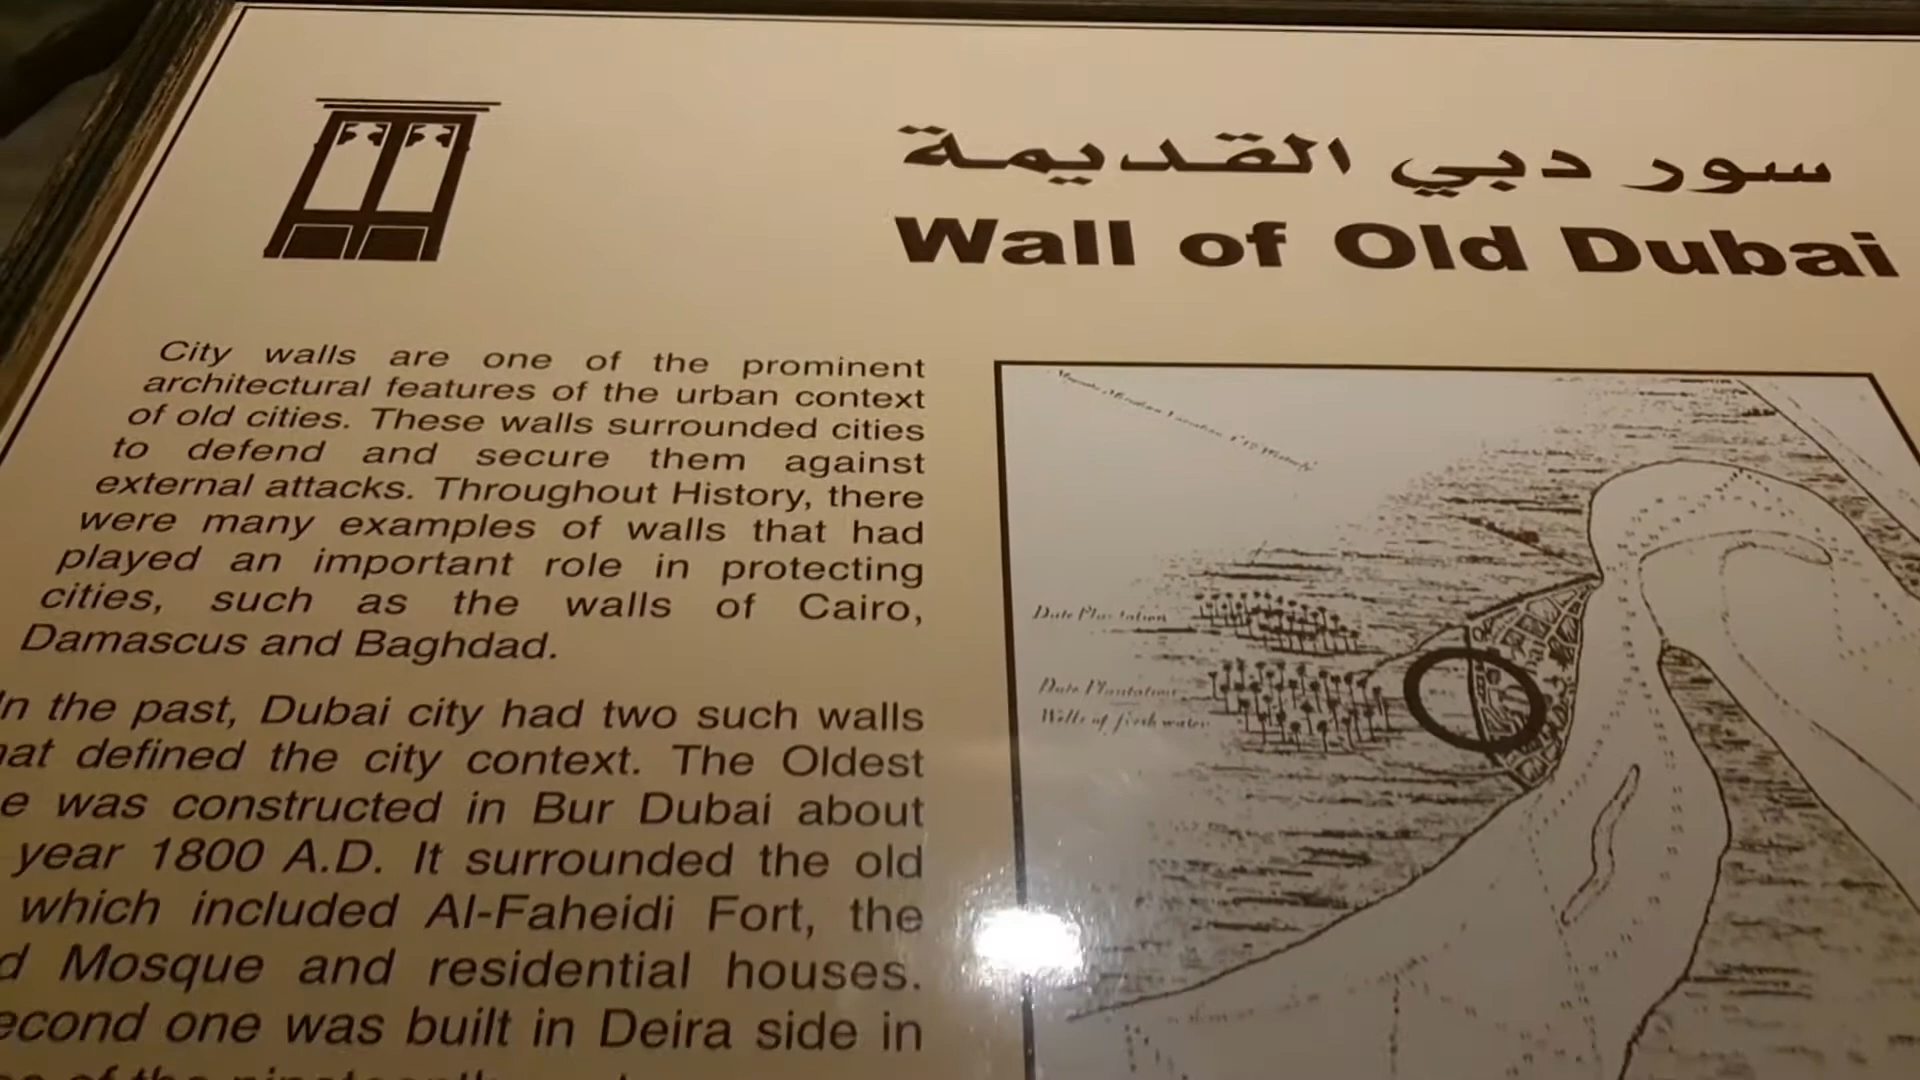 سور دبي القديمة
Wall of Old Dubai
City walls are one of the prominent
architectural features of the urban context
of old cities. These walls surrounded cities
to defend and secure them against
external attacks. Throughout History, there
were many examples of walls that had
played an important role in protecting
cities, such as the walls of Cairo,
Damascus and Baghdad.
In the past, Dubai city had two such walls
defined the city context. The Oldest
was constructed in Bur Dubai about
year 1800 A.D. It surrounded the old
which included Al-Faheidi Fort, the
Mosque and residential houses.
one was built in Deira side in
of the
Date Plantation
Date Plantation
Wells of fresh water